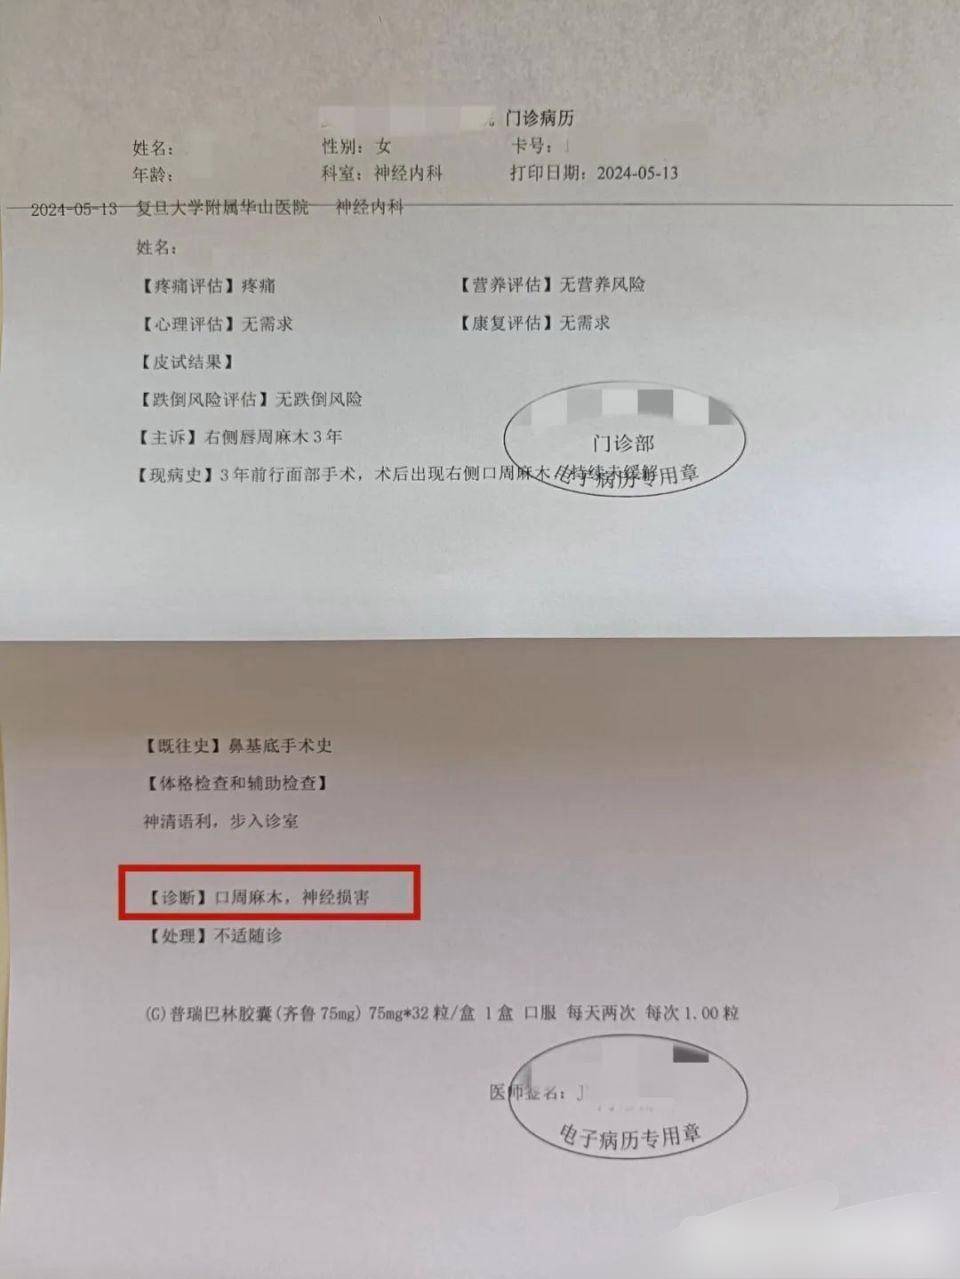 门诊病历
姓名： 性别：女 卡号：
年龄： 科室：神经内科 打印日期：2024-05-13
2024-05-13 复旦大学附属华山医院 神经内科
姓名：
【疼痛评估】疼痛 【营养评估】无营养风险
【心理评估】无需求 【康复评估】无需求
【皮试结果】
【跌倒风险评估】无跌倒风险
【主诉】右侧唇周麻木3年
门诊部
【现病史】3年前行面部手术，术后出现右侧口周麻木，持续未缓解
电子病历专用章
【既往史】鼻基底手术史
【体格检查和辅助检查】
神清语利，步入诊室
【诊断】口周麻木，神经损害
【处理】不适随诊
(G)普瑞巴林胶囊(齐鲁75mg) 75mg*32粒/盒 1盒 口服 每天两次 每次1.00粒
医师签名：
电子病历专用章